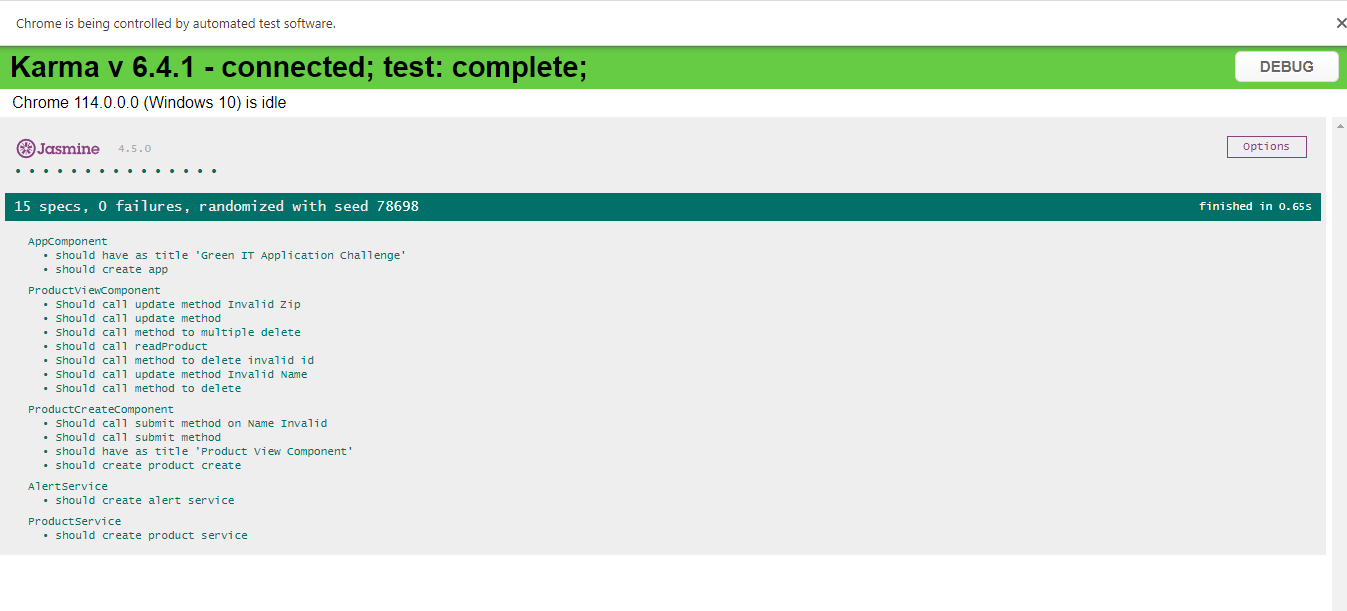 Chrome is being controlled by automated test software.
Karma v 6.4.1 - connected; test: complete;
DEBUG
Chrome 114.0.0.0 (Windows 10) is idle
Jasmine 4.5.0
Options
15 specs, 0 failures, randomized with seed 78698
finished in 0.65s
AppComponent
• should have as title 'Green IT Application Challenge'
• should create app
ProductViewComponent
• Should call update method Invalid Zip
• Should call update method
• Should call method to multiple delete
• should call readProduct
• Should call method to delete invalid id
• Should call update method Invalid Name
• Should call method to delete
ProductCreateComponent
• Should call submit method on Name Invalid
• Should call submit method
• should have as title 'Product View Component'
• should create product create
AlertService
• should create alert service
ProductService
• should create product service